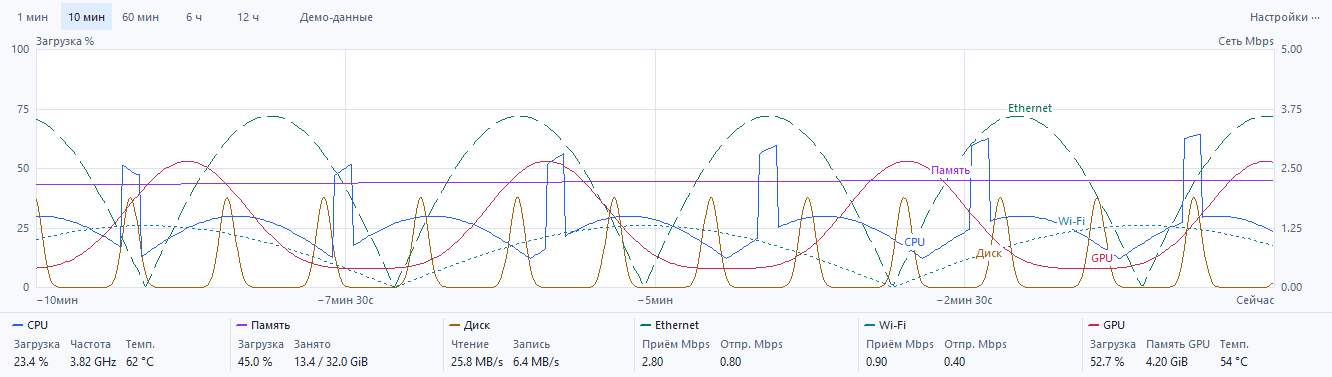 1 мин 10 мин 60 мин 6 ч 12 ч Демо-данные Настройки ···
Загрузка % Сеть Mbps
100 5.00
Ethernet
75 3.75
50 2.50
Память
25 1.25
Wi-Fi
CPU
Диск
GPU
0 0.00
−10мин −7мин 30с −5мин −2мин 30с Сейчас
CPU Память Диск Ethernet Wi-Fi GPU
Загрузка Частота Темп. Загрузка Занято Чтение Запись Приём Mbps Отпр. Mbps Приём Mbps Отпр. Mbps Загрузка Память GPU Темп.
23.4 % 3.82 GHz 62 °C 45.0 % 13.4 / 32.0 GiB 25.8 MB/s 6.4 MB/s 2.80 0.80 0.90 0.40 52.7 % 4.20 GiB 54 °C